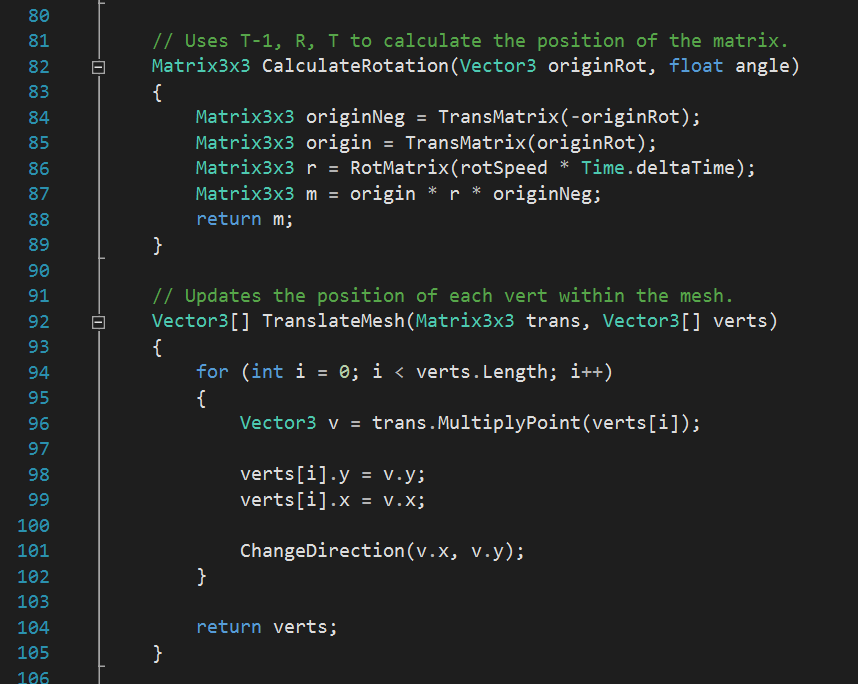 80
81 // Uses T-1, R, T to calculate the position of the matrix.
82 Matrix3x3 CalculateRotation(Vector3 originRot, float angle)
83 {
84 Matrix3x3 originNeg = TransMatrix(-originRot);
85 Matrix3x3 origin = TransMatrix(originRot);
86 Matrix3x3 r = RotMatrix(rotSpeed * Time.deltaTime);
87 Matrix3x3 m = origin * r * originNeg;
88 return m;
89 }
90
91 // Updates the position of each vert within the mesh.
92 Vector3[] TranslateMesh(Matrix3x3 trans, Vector3[] verts)
93 {
94 for (int i = 0; i < verts.Length; i++)
95 {
96 Vector3 v = trans.MultiplyPoint(verts[i]);
97
98 verts[i].y = v.y;
99 verts[i].x = v.x;
100
101 ChangeDirection(v.x, v.y);
102 }
103
104 return verts;
105 }
106